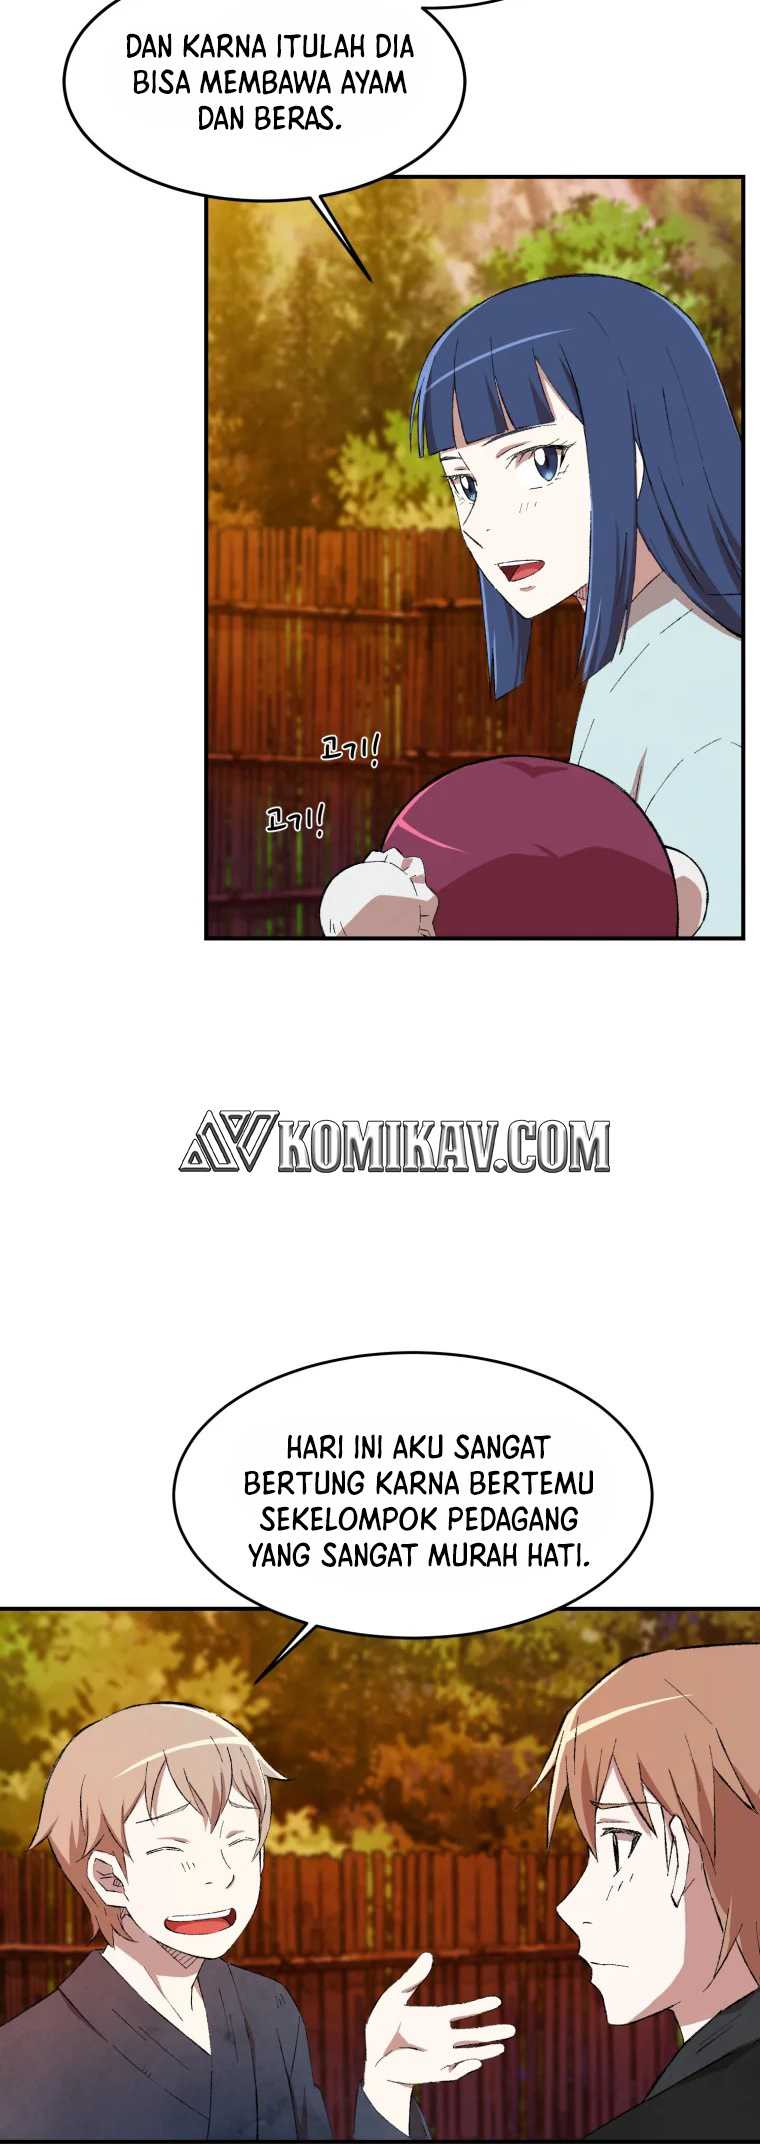 DAN KARNA ITULAH DIA
BISA MEMBAWA AYAM
DAN BERAS.
고기!
고기!
KOMIKAV.COM
HARI INI AKU SANGAT
BERTUNG KARNA BERTEMU
SEKELOMPOK PEDAGANG
YANG SANGAT MURAH HATI.